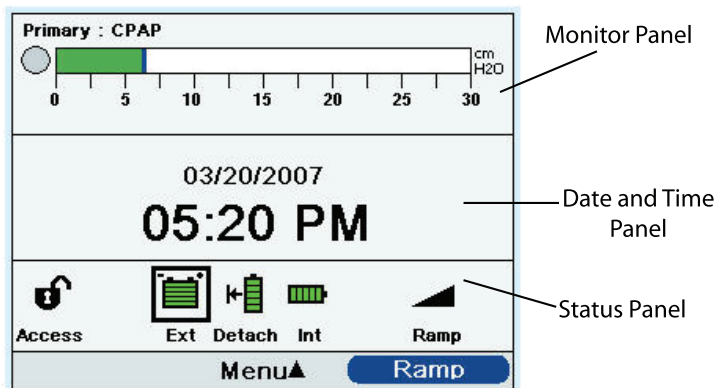 Primary : CPAP
cm
H2O
0 5 10 15 20 25 30
Monitor Panel
03/20/2007
05:20 PM
Date and Time
Panel
Access Ext Detach Int Ramp
Status Panel
Menu▲ Ramp